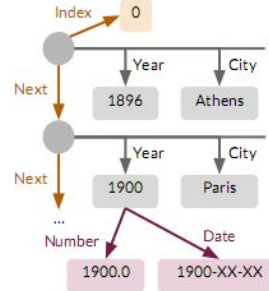 Index 0
Year City
Next 1896 Athens
Year City
Next 1900 Paris
...
Number Date
1900.0 1900-XX-XX